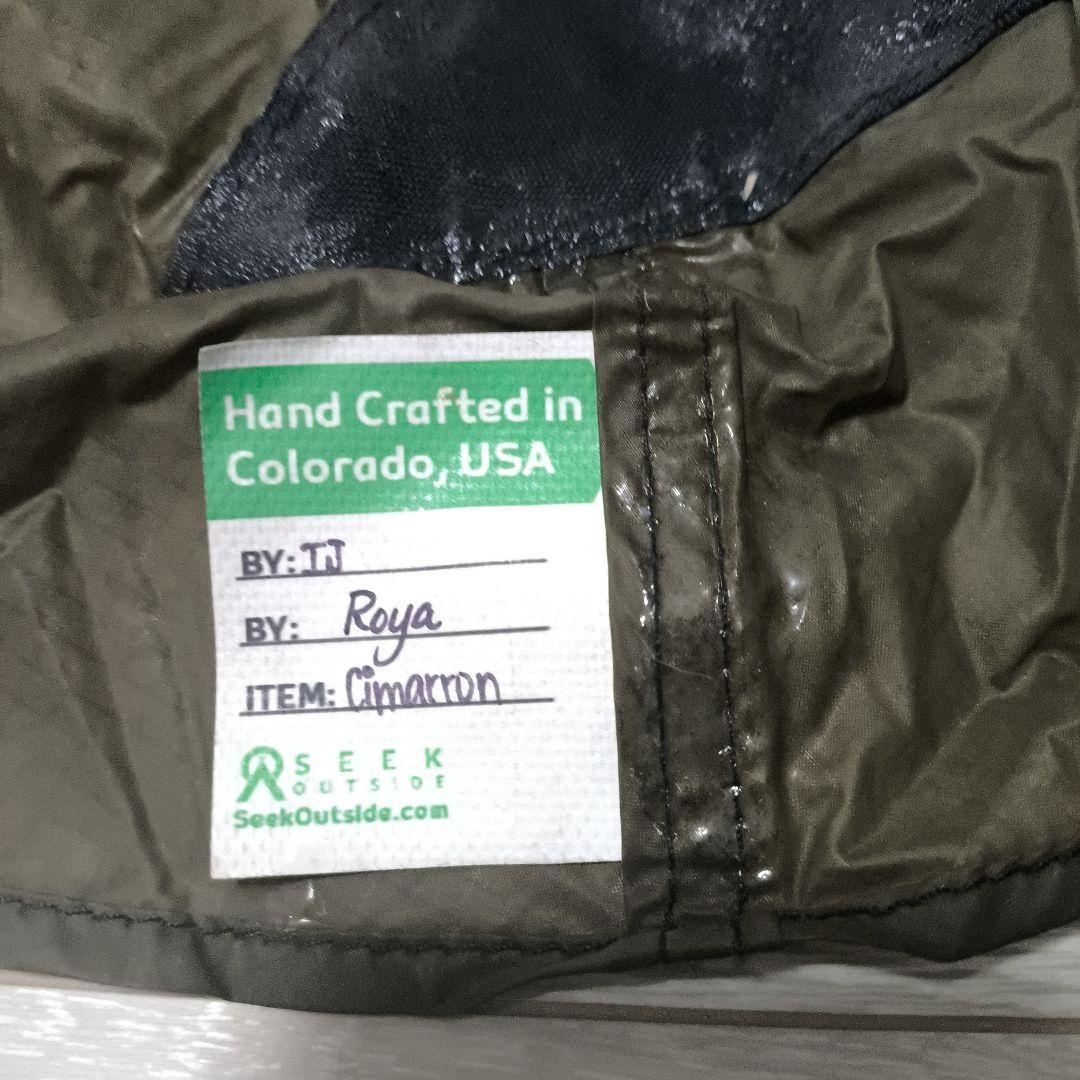 Hand Crafted in
Colorado, USA
BY: TJ
BY: Roya
ITEM: Cimarron
SEEK
OUTSIDE
SeekOutside.com